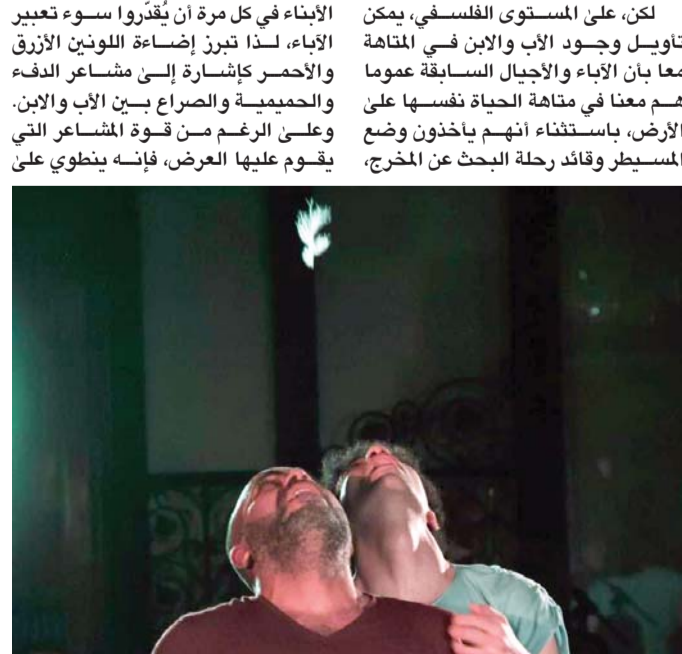 لكن، على المستوى الفلسفي، يمكن
تأويل وجود الأب والابن في المتاهة
معا بأن الآباء والأجيال السابقة عموما
هم معنا في متاهة الحياة نفسها على
الأرض، باستثناء أنهم يأخذون وضع
المسيطر وقائد رحلة البحث عن المخرج،
الأبناء في كل مرة أن يُقدّروا سوء تعبير
الآباء، لذا تبرز إضاءة اللونين الأزرق
والأحمر كإشارة إلى مشاعر الدفء
والحميمية والصراع بين الأب والابن.
وعلى الرغم من قوة المشاعر التي
يقوم عليها العرض، فإنه ينطوي على